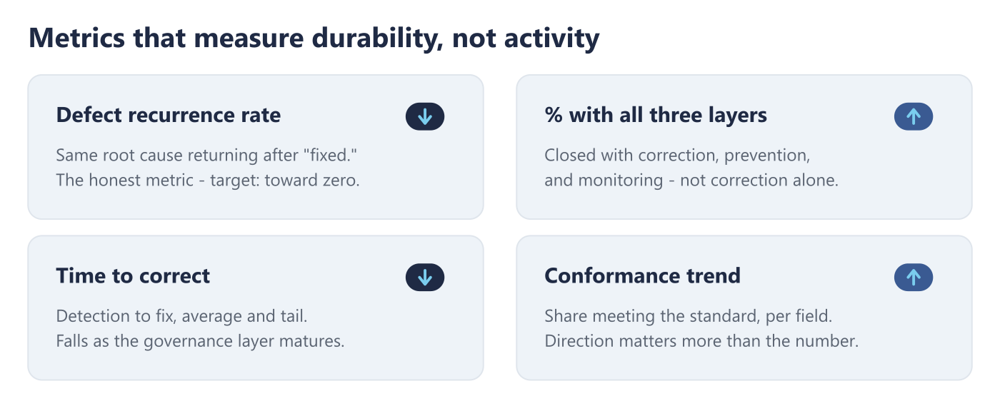 Metrics that measure durability, not activity
Defect recurrence rate
Same root cause returning after "fixed."
The honest metric - target: toward zero.
% with all three layers
Closed with correction, prevention,
and monitoring - not correction alone.
Time to correct
Detection to fix, average and tail.
Falls as the governance layer matures.
Conformance trend
Share meeting the standard, per field.
Direction matters more than the number.